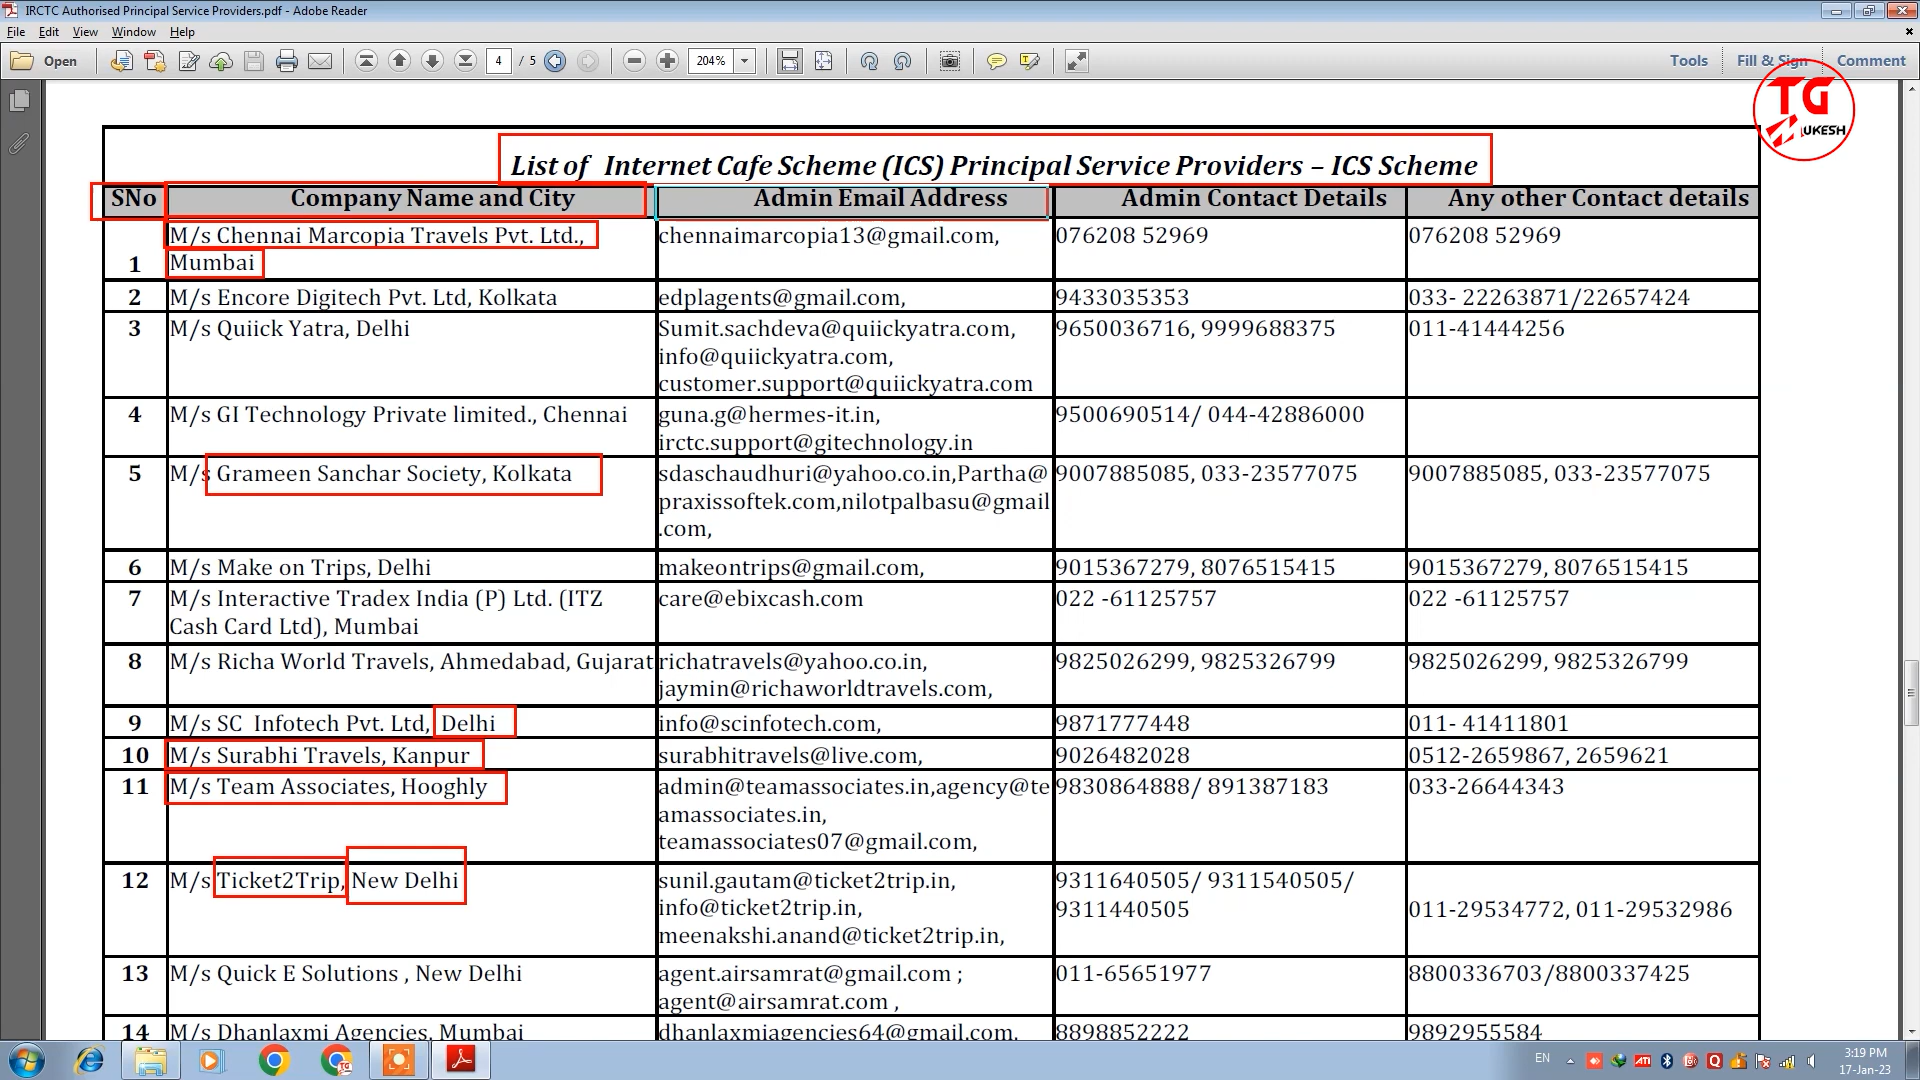 IRCTC Authorised Principal Service Providers.pdf - Adobe Reader
File Edit View Window Help
Open 4 / 5 204% Tools Fill & Sign Comment
TG
MUKESH
List of Internet Cafe Scheme (ICS) Principal Service Providers – ICS Scheme
SNo Company Name and City Admin Email Address Admin Contact Details Any other Contact details
M/s Chennai Marcopia Travels Pvt. Ltd., chennaimarcopia13@gmail.com, 076208 52969 076208 52969
1 Mumbai
2 M/s Encore Digitech Pvt. Ltd, Kolkata edplagents@gmail.com, 9433035353 033- 22263871/22657424
3 M/s Quiick Yatra, Delhi Sumit.sachdeva@quiickyatra.com, 9650036716, 9999688375 011-41444256
info@quiickyatra.com,
customer.support@quiickyatra.com
4 M/s GI Technology Private limited., Chennai guna.g@hermes-it.in, 9500690514/ 044-42886000
irctc.support@gitechnology.in
5 M/s Grameen Sanchar Society, Kolkata sdaschaudhuri@yahoo.co.in,Partha@ 9007885085, 033-23577075 9007885085, 033-23577075
praxissoftek.com,nilotpalbasu@gmail
.com,
6 M/s Make on Trips, Delhi makeontrips@gmail.com, 9015367279, 8076515415 9015367279, 8076515415
7 M/s Interactive Tradex India (P) Ltd. (ITZ care@ebixcash.com 022 -61125757 022 -61125757
Cash Card Ltd), Mumbai
8 M/s Richa World Travels, Ahmedabad, Gujarat richatravels@yahoo.co.in, 9825026299, 9825326799 9825026299, 9825326799
jaymin@richaworldtravels.com,
9 M/s SC Infotech Pvt. Ltd, Delhi info@scinfotech.com, 9871777448 011- 41411801
10 M/s Surabhi Travels, Kanpur surabhitravels@live.com, 9026482028 0512-2659867, 2659621
11 M/s Team Associates, Hooghly admin@teamassociates.in,agency@te 9830864888/ 891387183 033-26644343
amassociates.in,
teamassociates07@gmail.com,
12 M/s Ticket2Trip, New Delhi sunil.gautam@ticket2trip.in, 9311640505/ 9311540505/
info@ticket2trip.in, 9311440505 011-29534772, 011-29532986
meenakshi.anand@ticket2trip.in,
13 M/s Quick E Solutions , New Delhi agent.airsamrat@gmail.com ; 011-65651977 8800336703/8800337425
agent@airsamrat.com ,
14 M/s Dhanlaxmi Agencies, Mumbai dhanlaxmiagencies64@gmail.com, 8898852222 9892955584
EN 3:19 PM
17-Jan-23